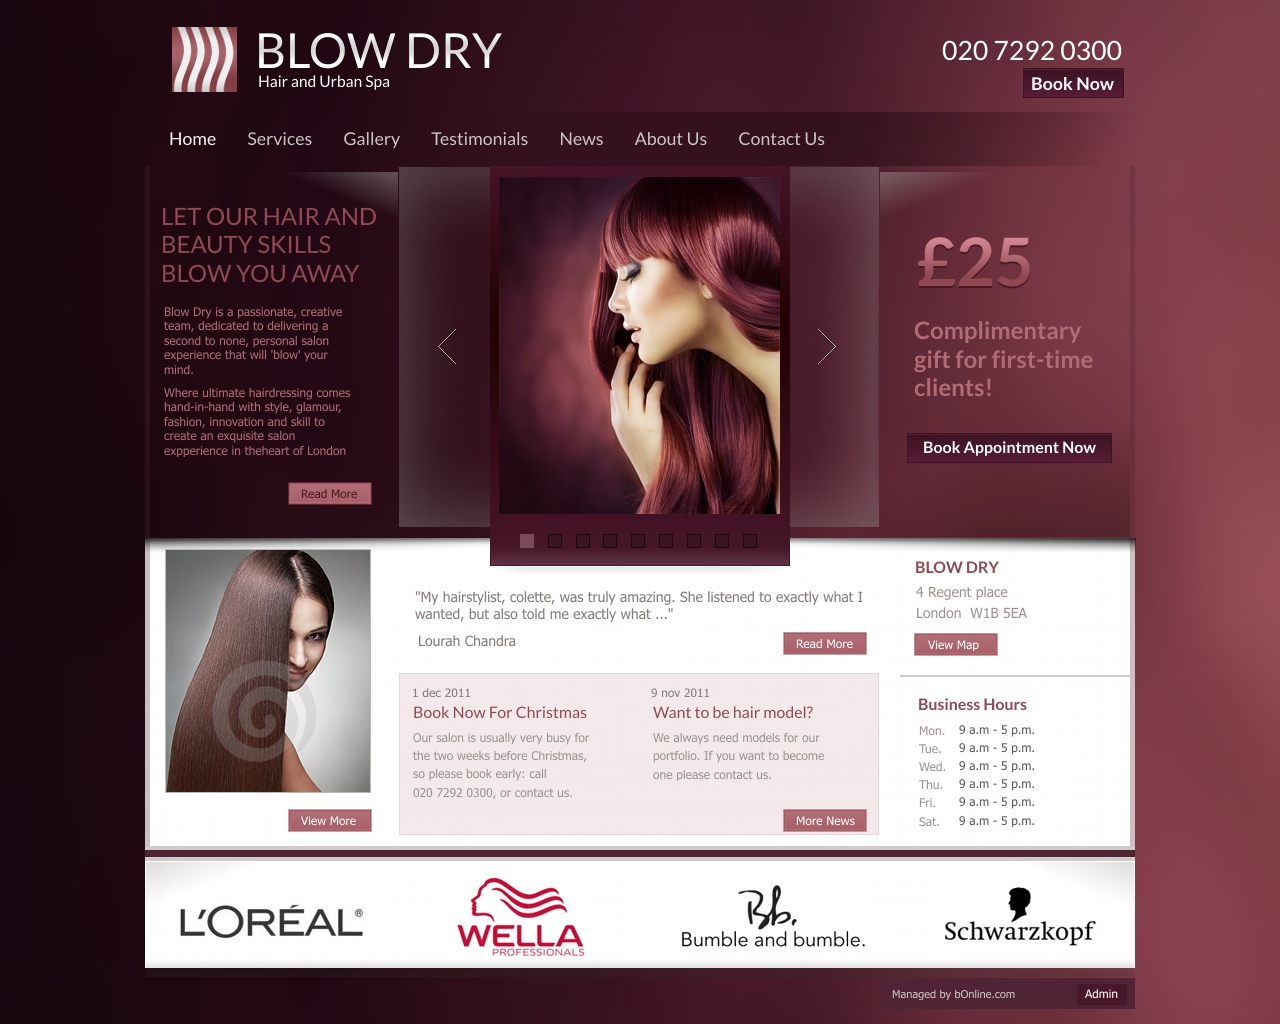 BLOW DRY
Hair and Urban Spa
020 7292 0300
Book Now
Home Services Gallery Testimonials News About Us Contact Us
LET OUR HAIR AND
BEAUTY SKILLS
BLOW YOU AWAY
Blow Dry is a passionate, creative
team, dedicated to delivering a
second to none, personal salon
experience that will 'blow' your
mind.
Where ultimate hairdressing comes
hand-in-hand with style, glamour,
fashion, innovation and skill to
create an exquisite salon
expperience in theheart of London
Read More
£25
Complimentary
gift for first-time
clients!
Book Appointment Now
View More
"My hairstylist, colette, was truly amazing. She listened to exactly what I
wanted, but also told me exactly what ..."
Lourah Chandra
Read More
1 dec 2011
Book Now For Christmas
Our salon is usually very busy for
the two weeks before Christmas,
so please book early: call
020 7292 0300, or contact us.
9 nov 2011
Want to be hair model?
We always need models for our
portfolio. If you want to become
one please contact us.
More News
BLOW DRY
4 Regent place
London W1B 5EA
View Map
Business Hours
Mon. 9 a.m - 5 p.m.
Tue. 9 a.m - 5 p.m.
Wed. 9 a.m - 5 p.m.
Thu. 9 a.m - 5 p.m.
Fri. 9 a.m - 5 p.m.
Sat. 9 a.m - 5 p.m.
L'ORÉAL®
WELLA
PROFESSIONALS
Bb.
Bumble and bumble.
Schwarzkopf
Managed by bOnline.com
Admin